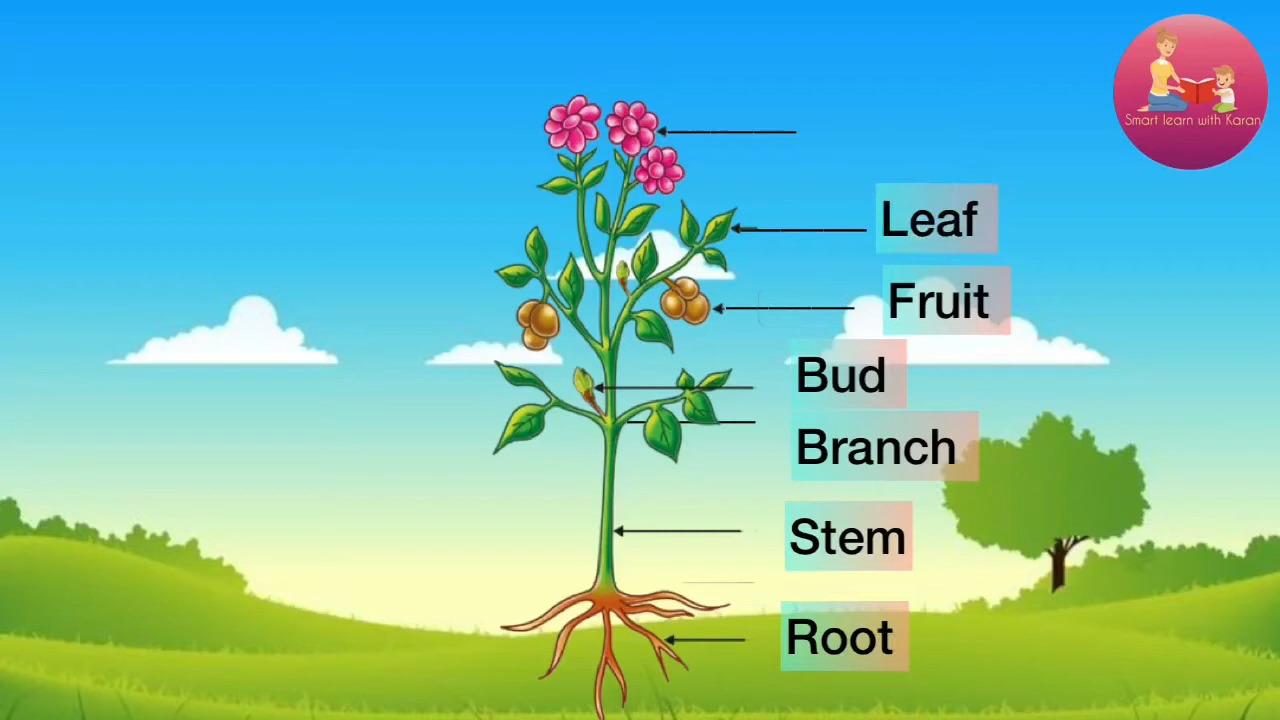 Smart learn with Karan
Leaf
Fruit
Bud
Branch
Stem
Root